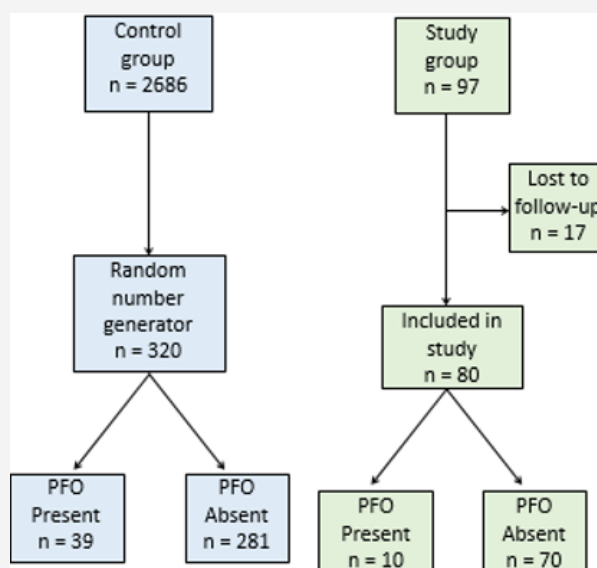 Control
group
n = 2686
Study
group
n = 97
Lost to
follow-up
n = 17
Random
number
generator
n = 320
Included in
study
n = 80
PFO
Present
n = 39
PFO
Absent
n = 281
PFO
Present
n = 10
PFO
Absent
n = 70